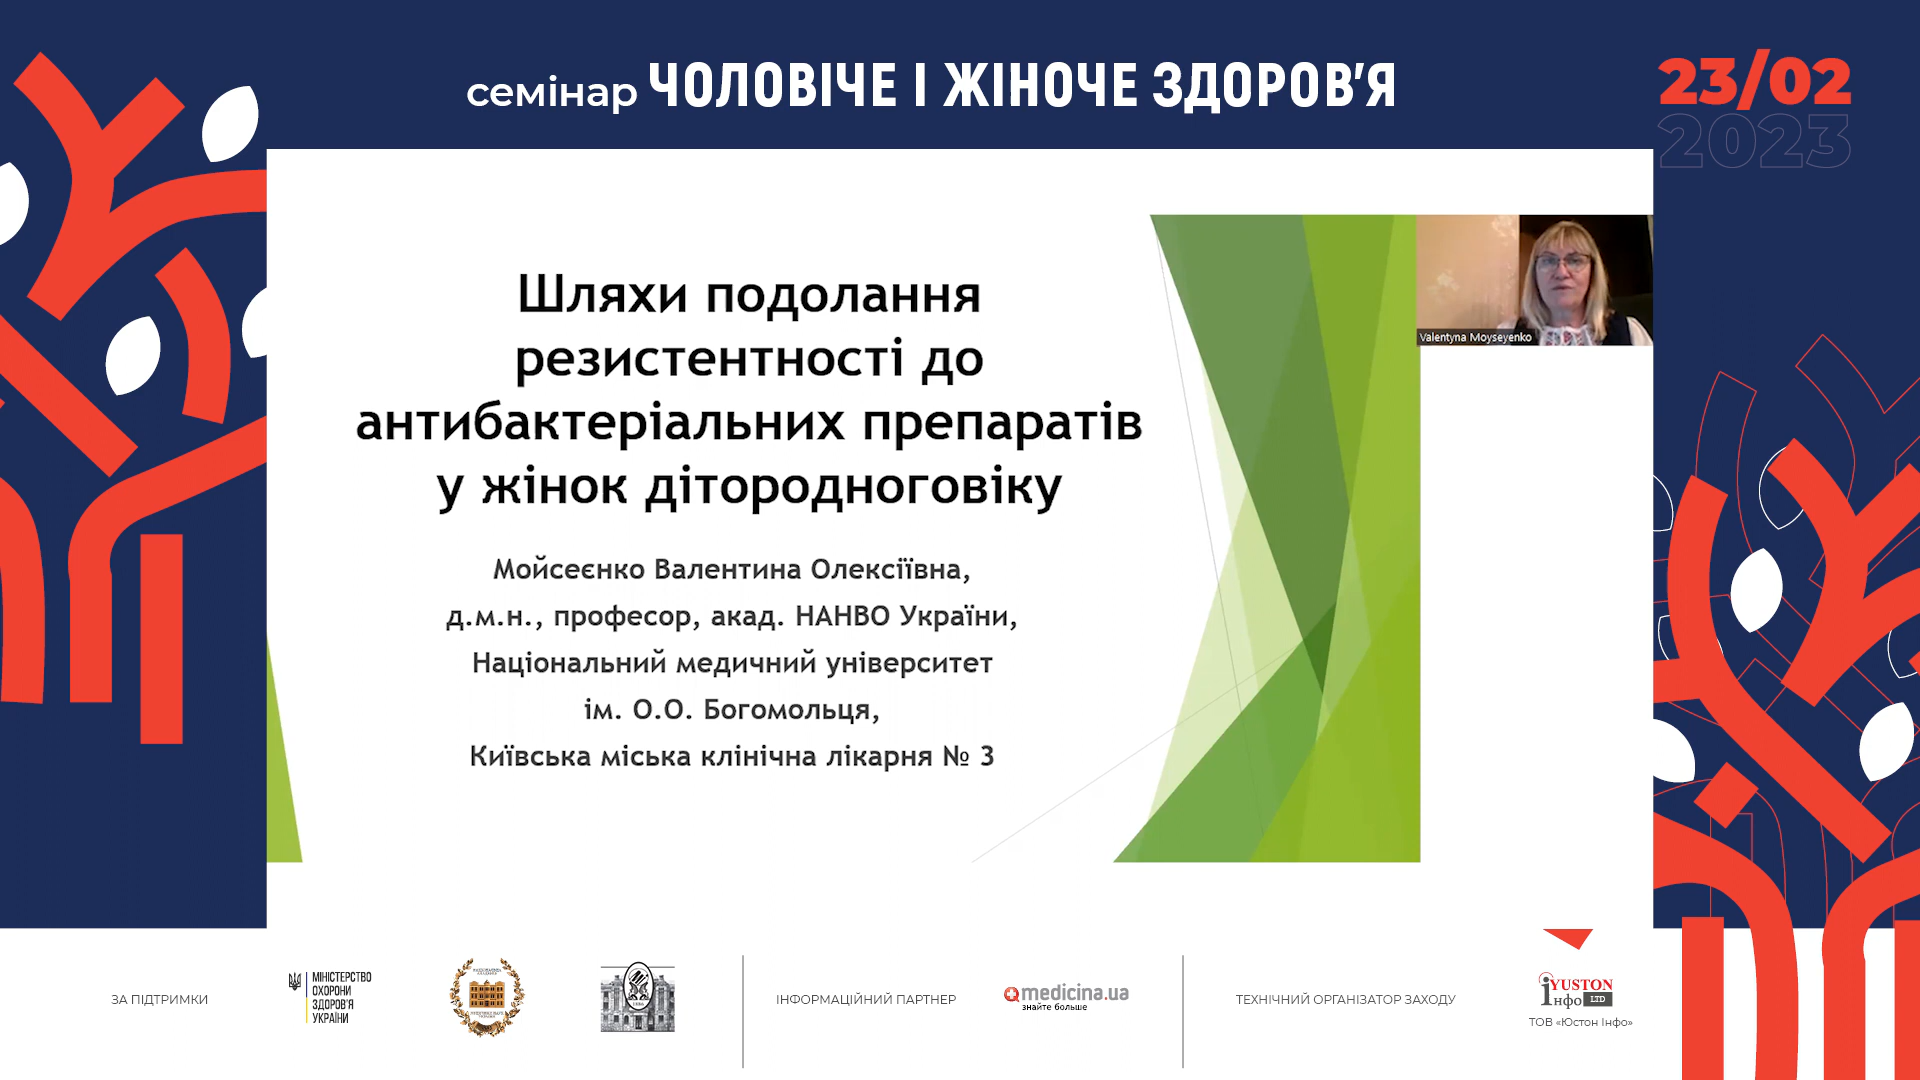 семінар ЧОЛОВІЧЕ І ЖІНОЧЕ ЗДОРОВ'Я
23/02
2023
Шляхи подолання
резистентності до
антибактеріальних препаратів
у жінок дітородноговіку
Valentyna Moyseyenko
Мойсеєнко Валентина Олексіївна,
д.м.н., професор, акад. НАНВО України,
Національний медичний університет
ім. О.О. Богомольця,
Київська міська клінічна лікарня № 3
ЗА ПІДТРИМКИ
МІНІСТЕРСТВО
ОХОРОНИ
ЗДОРОВ'Я
УКРАЇНИ
ІНФОРМАЦІЙНИЙ ПАРТНЕР
medicina.ua
знайте больше
ТЕХНІЧНИЙ ОРГАНІЗАТОР ЗАХОДУ
YUSTON
Інфо LTD
ТОВ «Юстон Інфо»